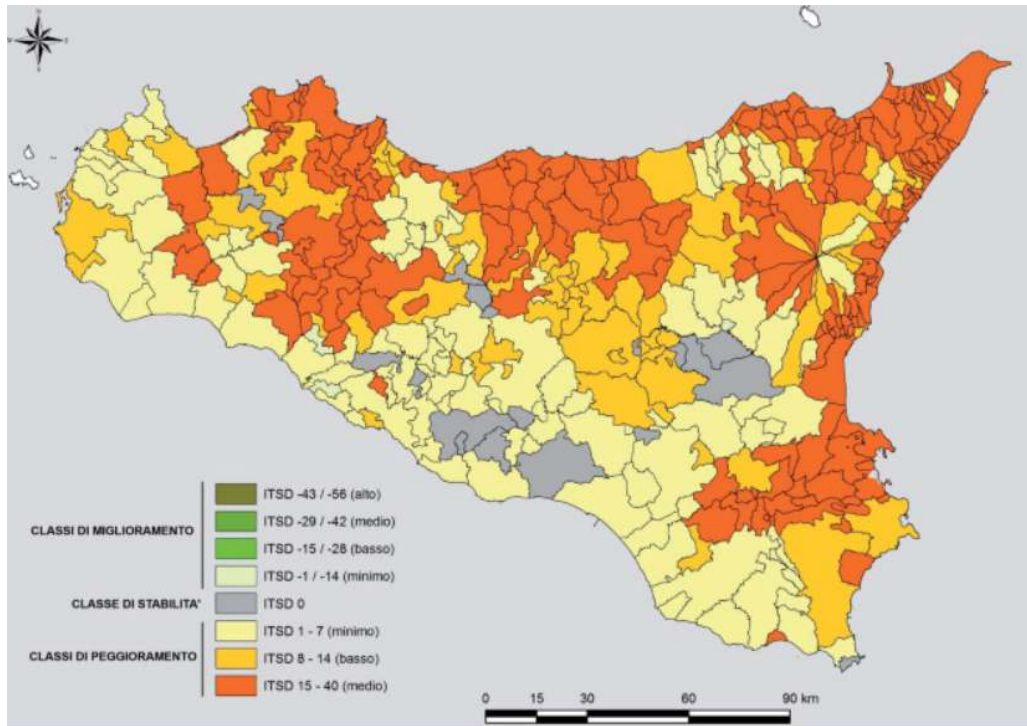 CLASSI DI MIGLIORAMENTO
ITSD -43 / -56 (alto)
ITSD -29 / -42 (medio)
ITSD -15 / -28 (basso)
ITSD -1 / -14 (minimo)
CLASSE DI STABILITA'
ITSD 0
CLASSI DI PEGGIORAMENTO
ITSD 1 - 7 (minimo)
ITSD 8 - 14 (basso)
ITSD 15 - 40 (medio)
0 15 30 60 90 km